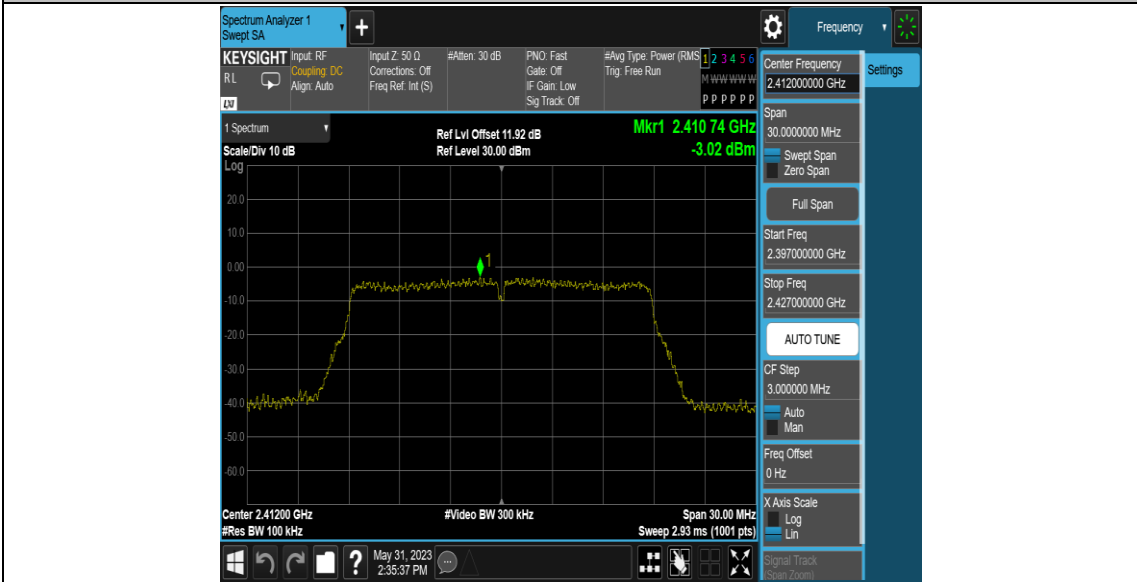 Spectrum Analyzer 1
Swept SA
+
Frequency
KEYSIGHT
RL
LXI
Input: RF
Coupling: DC
Align: Auto
Input Z: 50 Ω
Corrections: Off
Freq Ref: Int (S)
#Atten: 30 dB
PNO: Fast
Gate: Off
IF Gain: Low
Sig Track: Off
#Avg Type: Power (RMS
Trig: Free Run
1 2 3 4 5 6
M W W W W W
P P P P P P
1 Spectrum
Scale/Div 10 dB
Log
Ref Lvl Offset 11.92 dB
Ref Level 30.00 dBm
Mkr1 2.410 74 GHz
-3.02 dBm
20.0
10.0
0.00
-10.0
-20.0
-30.0
-40.0
-50.0
-60.0
1
Center 2.41200 GHz
#Res BW 100 kHz
#Video BW 300 kHz
Span 30.00 MHz
Sweep 2.93 ms (1001 pts)
?
May 31, 2023
2:35:37 PM
Center Frequency
2.412000000 GHz
Settings
Span
30.0000000 MHz
Swept Span
Zero Span
Full Span
Start Freq
2.397000000 GHz
Stop Freq
2.427000000 GHz
AUTO TUNE
CF Step
3.000000 MHz
Auto
Man
Freq Offset
0 Hz
X Axis Scale
Log
Lin
Signal Track
(Span Zoom)